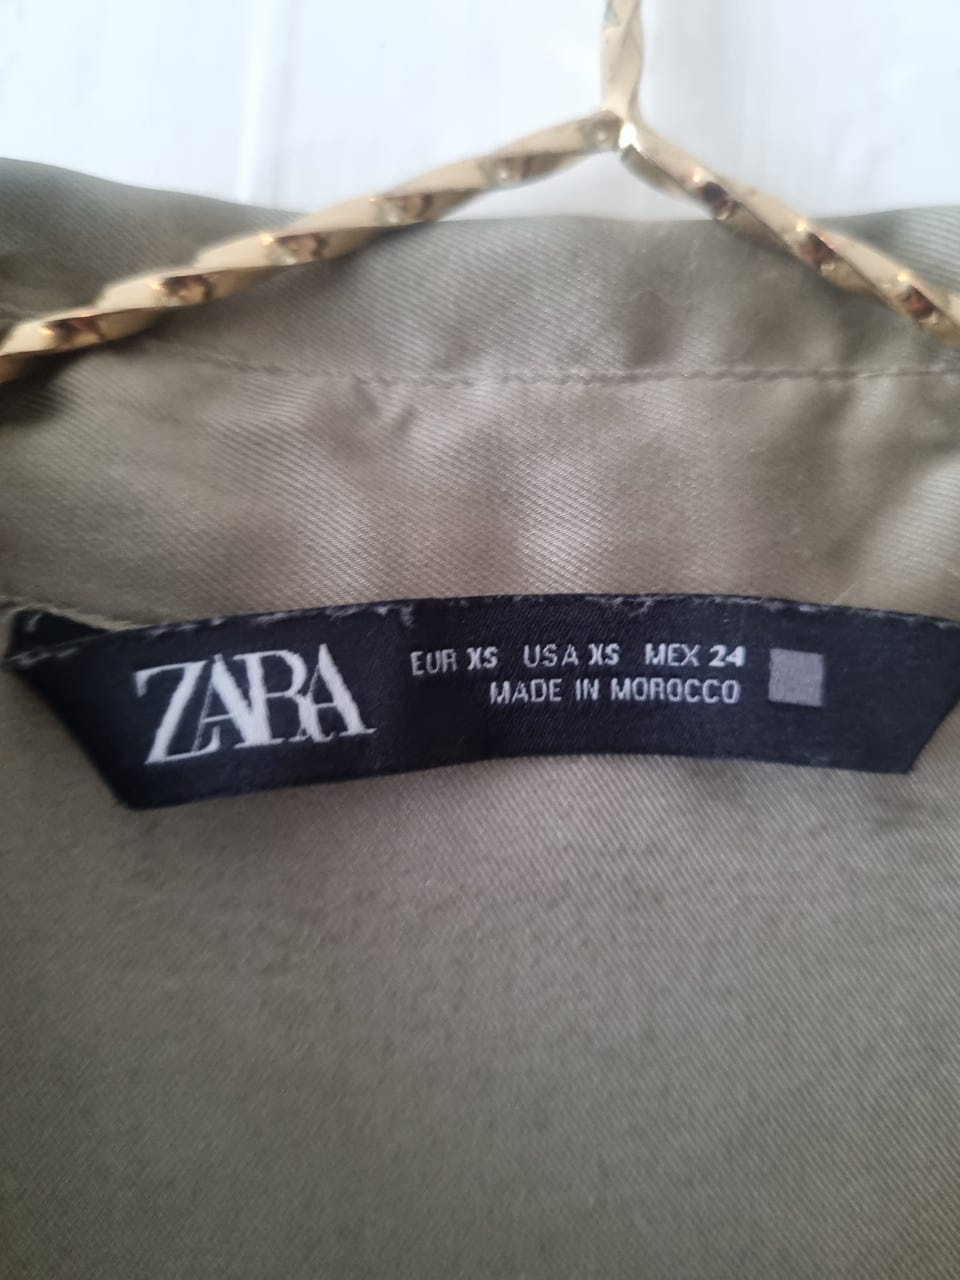 ZARA
EUR XS USA XS MEX 24
MADE IN MOROCCO